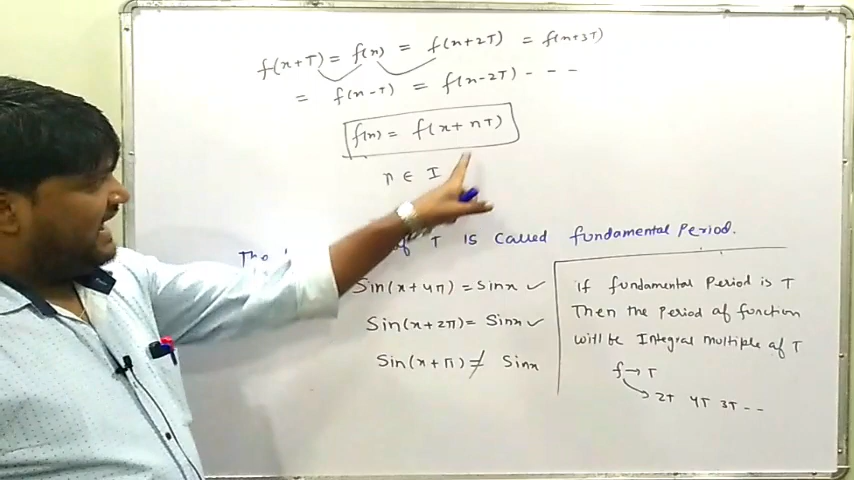 f(x+T) = f(x) = f(x+2T) = f(x+3T)
= f(x-T) = f(x-2T) - - -
f(x) = f(x+nT)
n ∈ I
of T is called fundamental Period.
Sin(x+4π) = Sinx ✓
Sin(x+2π) = Sinx ✓
Sin(x+π) ≠ Sinx
If fundamental Period is T
Then the Period of function
will be Integral multiple of T
f → T
2T 4T 3T - -